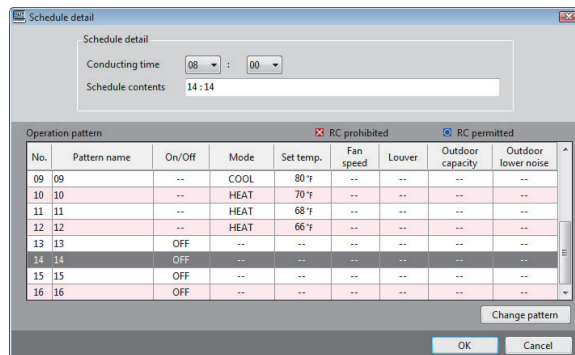 Schedule detail
Schedule detail
Conducting time 08 : 00
Schedule contents 14 : 14
Operation pattern RC prohibited RC permitted
No. Pattern name On/Off Mode Set temp. Fan speed Louver Outdoor capacity Outdoor lower noise
09 09 -- COOL 80 °F -- -- -- --
10 10 -- HEAT 70 °F -- -- -- --
11 11 -- HEAT 68 °F -- -- -- --
12 12 -- HEAT 66 °F -- -- -- --
13 13 OFF -- -- -- -- -- --
14 14 OFF -- -- -- -- -- --
15 15 OFF -- -- -- -- -- --
16 16 OFF -- -- -- -- -- --
Change pattern
OK Cancel